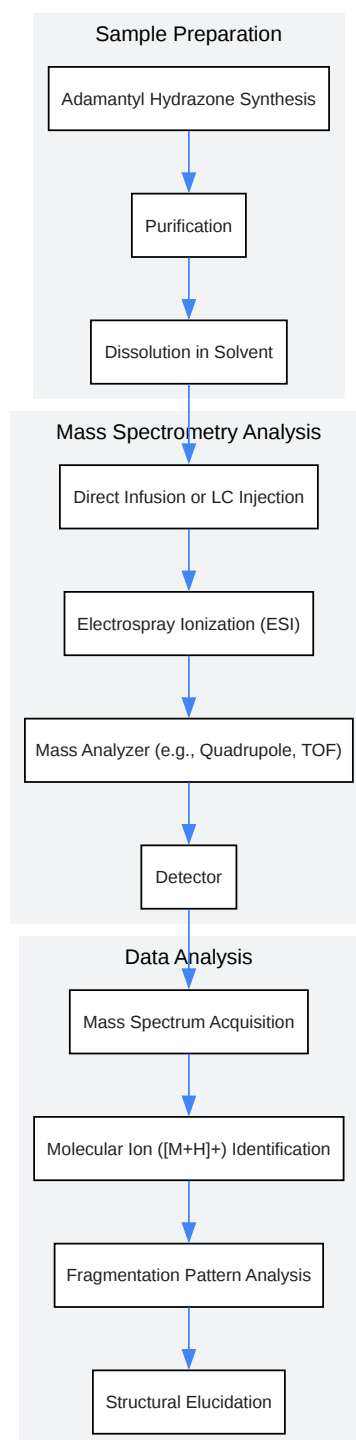 Sample Preparation
Adamantyl Hydrazone Synthesis
Purification
Dissolution in Solvent
Mass Spectrometry Analysis
Direct Infusion or LC Injection
Electrospray Ionization (ESI)
Mass Analyzer (e.g., Quadrupole, TOF)
Detector
Data Analysis
Mass Spectrum Acquisition
Molecular Ion ([M+H]+) Identification
Fragmentation Pattern Analysis
Structural Elucidation